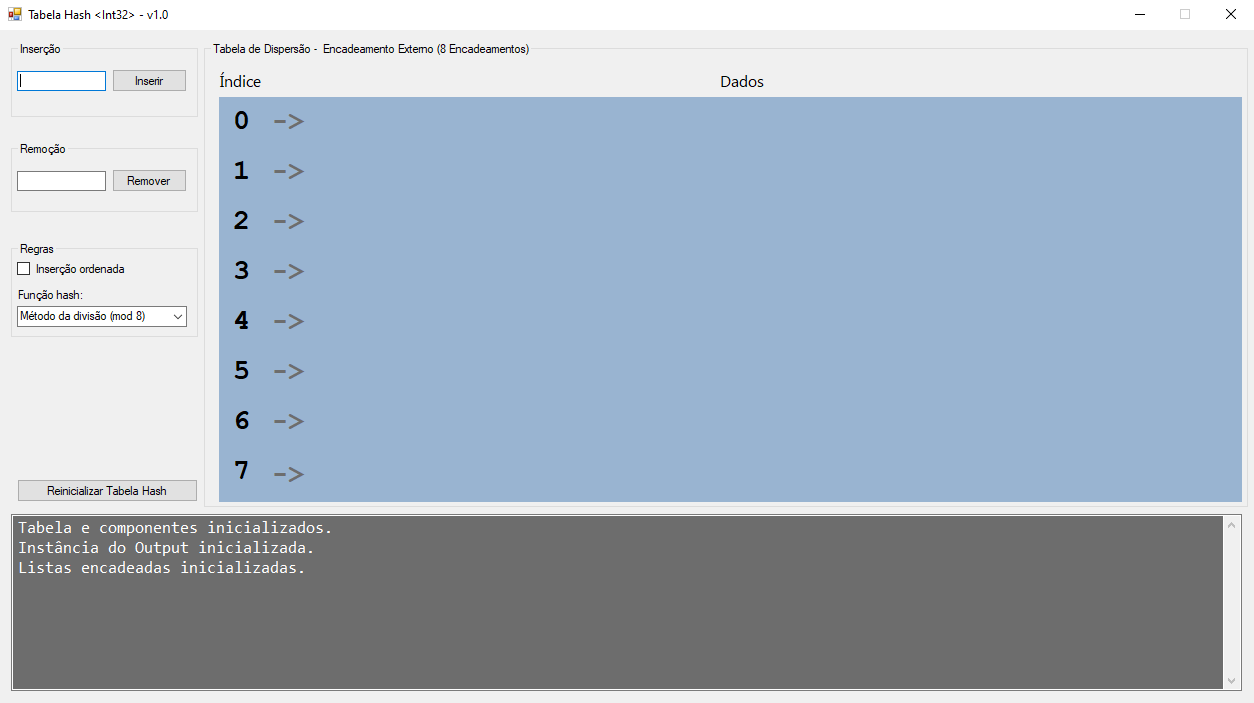 Tabela Hash <Int32> - v1.0
Inserção
Inserir
Remoção
Remover
Regras
Inserção ordenada
Função hash:
Método da divisão (mod 8)
Reinicializar Tabela Hash
Tabela de Dispersão - Encadeamento Externo (8 Encadeamentos)
Índice Dados
0 ->
1 ->
2 ->
3 ->
4 ->
5 ->
6 ->
7 ->
Tabela e componentes inicializados.
Instância do Output inicializada.
Listas encadeadas inicializadas.